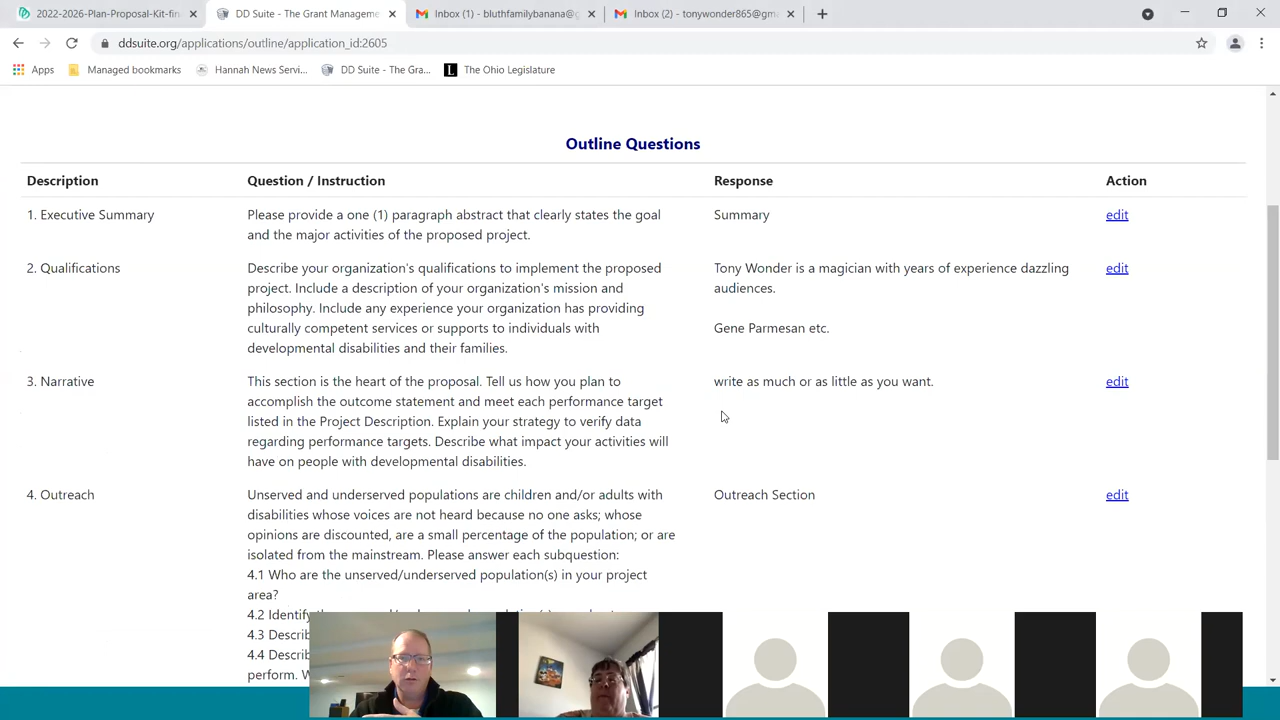 2022-2026-Plan-Proposal-Kit-fin
DD Suite - The Grant Manageme
Inbox (1) - bluthfamilybanana@g
Inbox (2) - tonywonder865@gm
ddsuite.org/applications/outline/application_id:2605
Apps
Managed bookmarks
Hannah News Servi...
DD Suite - The Gra...
The Ohio Legislature
Outline Questions
Description Question / Instruction Response Action
1. Executive Summary Please provide a one (1) paragraph abstract that clearly states the goal Summary edit
and the major activities of the proposed project.
2. Qualifications Describe your organization's qualifications to implement the proposed Tony Wonder is a magician with years of experience dazzling edit
project. Include a description of your organization's mission and audiences.
philosophy. Include any experience your organization has providing
culturally competent services or supports to individuals with Gene Parmesan etc.
developmental disabilities and their families.
3. Narrative This section is the heart of the proposal. Tell us how you plan to write as much or as little as you want. edit
accomplish the outcome statement and meet each performance target
listed in the Project Description. Explain your strategy to verify data
regarding performance targets. Describe what impact your activities will
have on people with developmental disabilities.
4. Outreach Unserved and underserved populations are children and/or adults with Outreach Section edit
disabilities whose voices are not heard because no one asks; whose
opinions are discounted, are a small percentage of the population; or are
isolated from the mainstream. Please answer each subquestion:
4.1 Who are the unserved/underserved population(s) in your project
area?
4.2 Identify
4.3 Descri
4.4 Descri
perform.